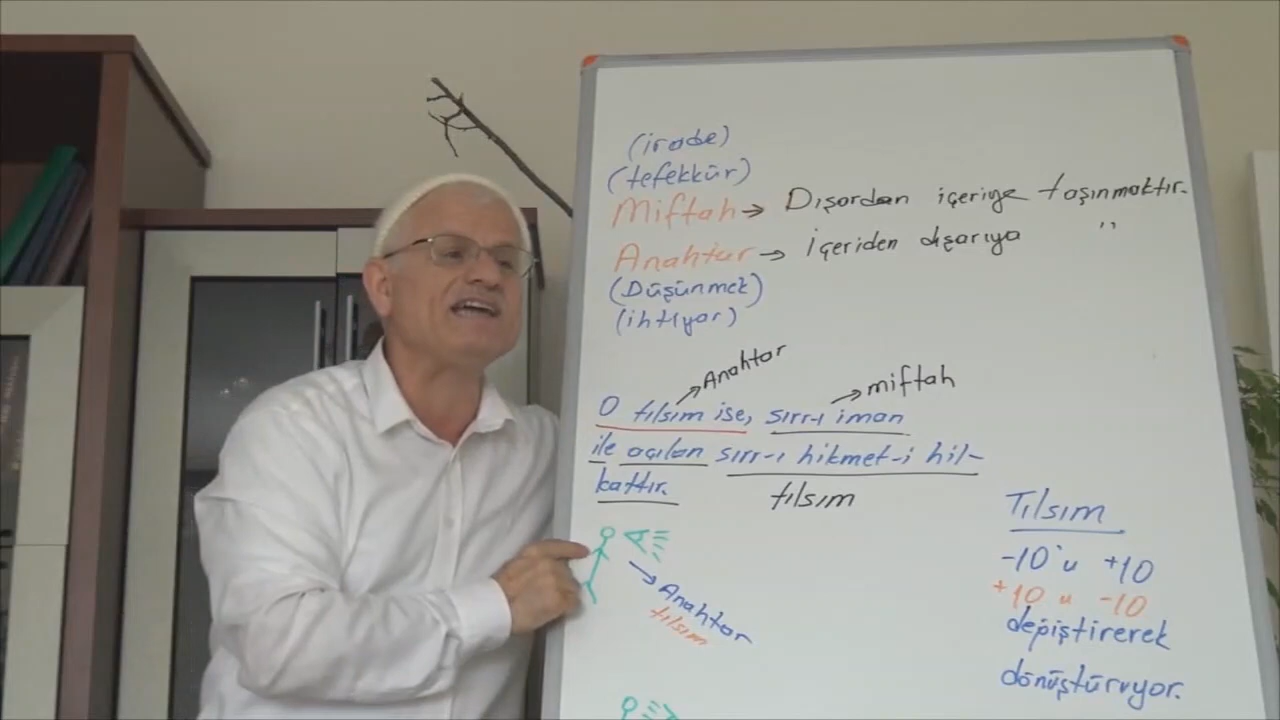 (irade)
(tefekkür)
Miftah → Dışardan içeriye taşınmaktır.
Anahtar → İçeriden dışarıya "
(Düşünmek)
(ihtiyar)
Anahtar
miftah
O tılsım ise, sırr-ı iman
ile açılan sırr-ı hikmet-i hil-
kattır.
tılsım
Anahtar
tılsım
Tılsım
-10'u +10
+10 u -10
değiştirerek
dönüştürüyor.